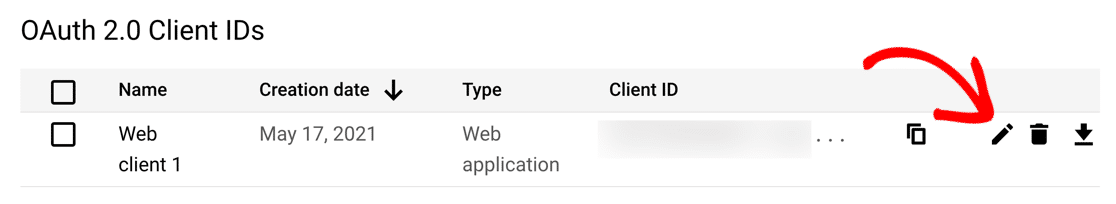 OAuth 2.0 Client IDs
Name Creation date Type Client ID
Web May 17, 2021 Web ...
client 1 application